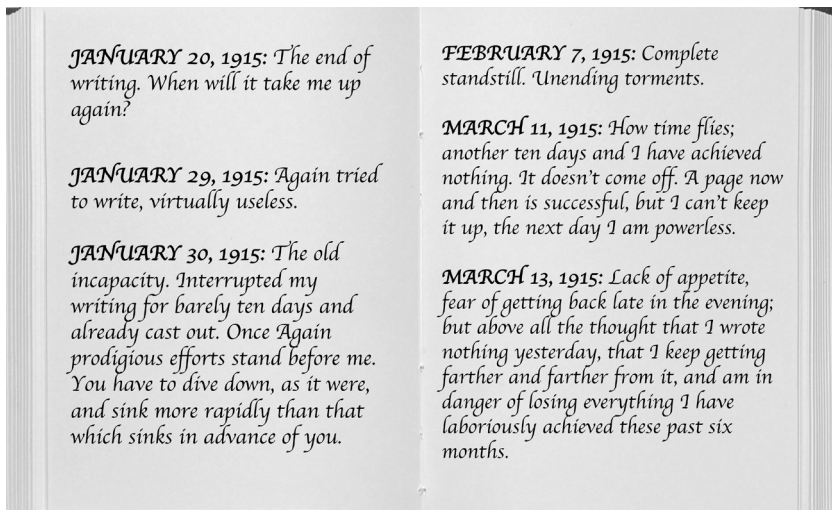 JANUARY 20, 1915: The end of
writing. When will it take me up
again?
JANUARY 29, 1915: Again tried
to write, virtually useless.
JANUARY 30, 1915: The old
incapacity. Interrupted my
writing for barely ten days and
already cast out. Once Again
prodigious efforts stand before me.
You have to dive down, as it were,
and sink more rapidly than that
which sinks in advance of you.
FEBRUARY 7, 1915: Complete
standstill. Unending torments.
MARCH 11, 1915: How time flies;
another ten days and I have achieved
nothing. It doesn't come off. A page now
and then is successful, but I can't keep
it up, the next day I am powerless.
MARCH 13, 1915: Lack of appetite,
fear of getting back late in the evening;
but above all the thought that I wrote
nothing yesterday, that I keep getting
farther and farther from it, and am in
danger of losing everything I have
laboriously achieved these past six
months.